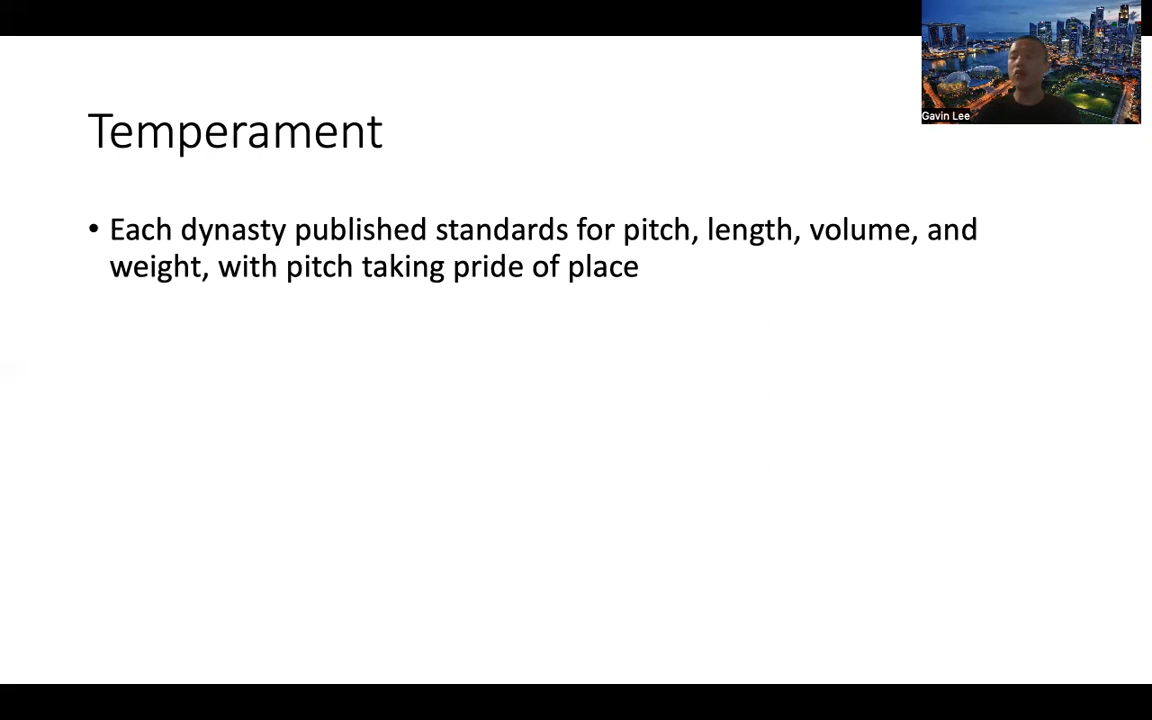 Gavin Lee
Temperament
• Each dynasty published standards for pitch, length, volume, and
weight, with pitch taking pride of place